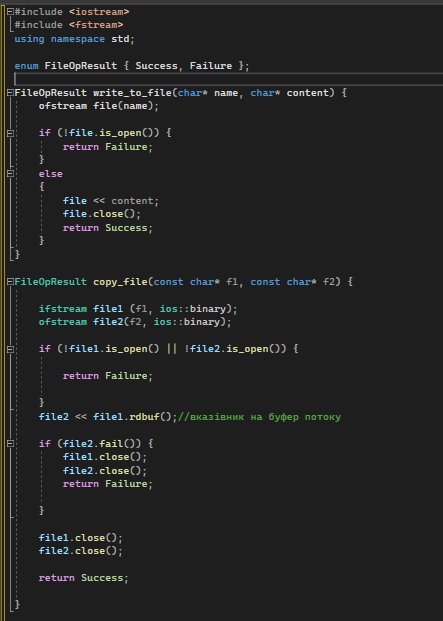 #include <iostream>
#include <fstream>
using namespace std;
enum FileOpResult { Success, Failure };
FileOpResult write_to_file(char* name, char* content) {
ofstream file(name);
if (!file.is_open()) {
return Failure;
}
else
{
file << content;
file.close();
return Success;
}
}
FileOpResult copy_file(const char* f1, const char* f2) {
ifstream file1 (f1, ios::binary);
ofstream file2(f2, ios::binary);
if (!file1.is_open() || !file2.is_open()) {
return Failure;
}
file2 << file1.rdbuf();//вказівник на буфер потоку
if (file2.fail()) {
file1.close();
file2.close();
return Failure;
}
file1.close();
file2.close();
return Success;
}